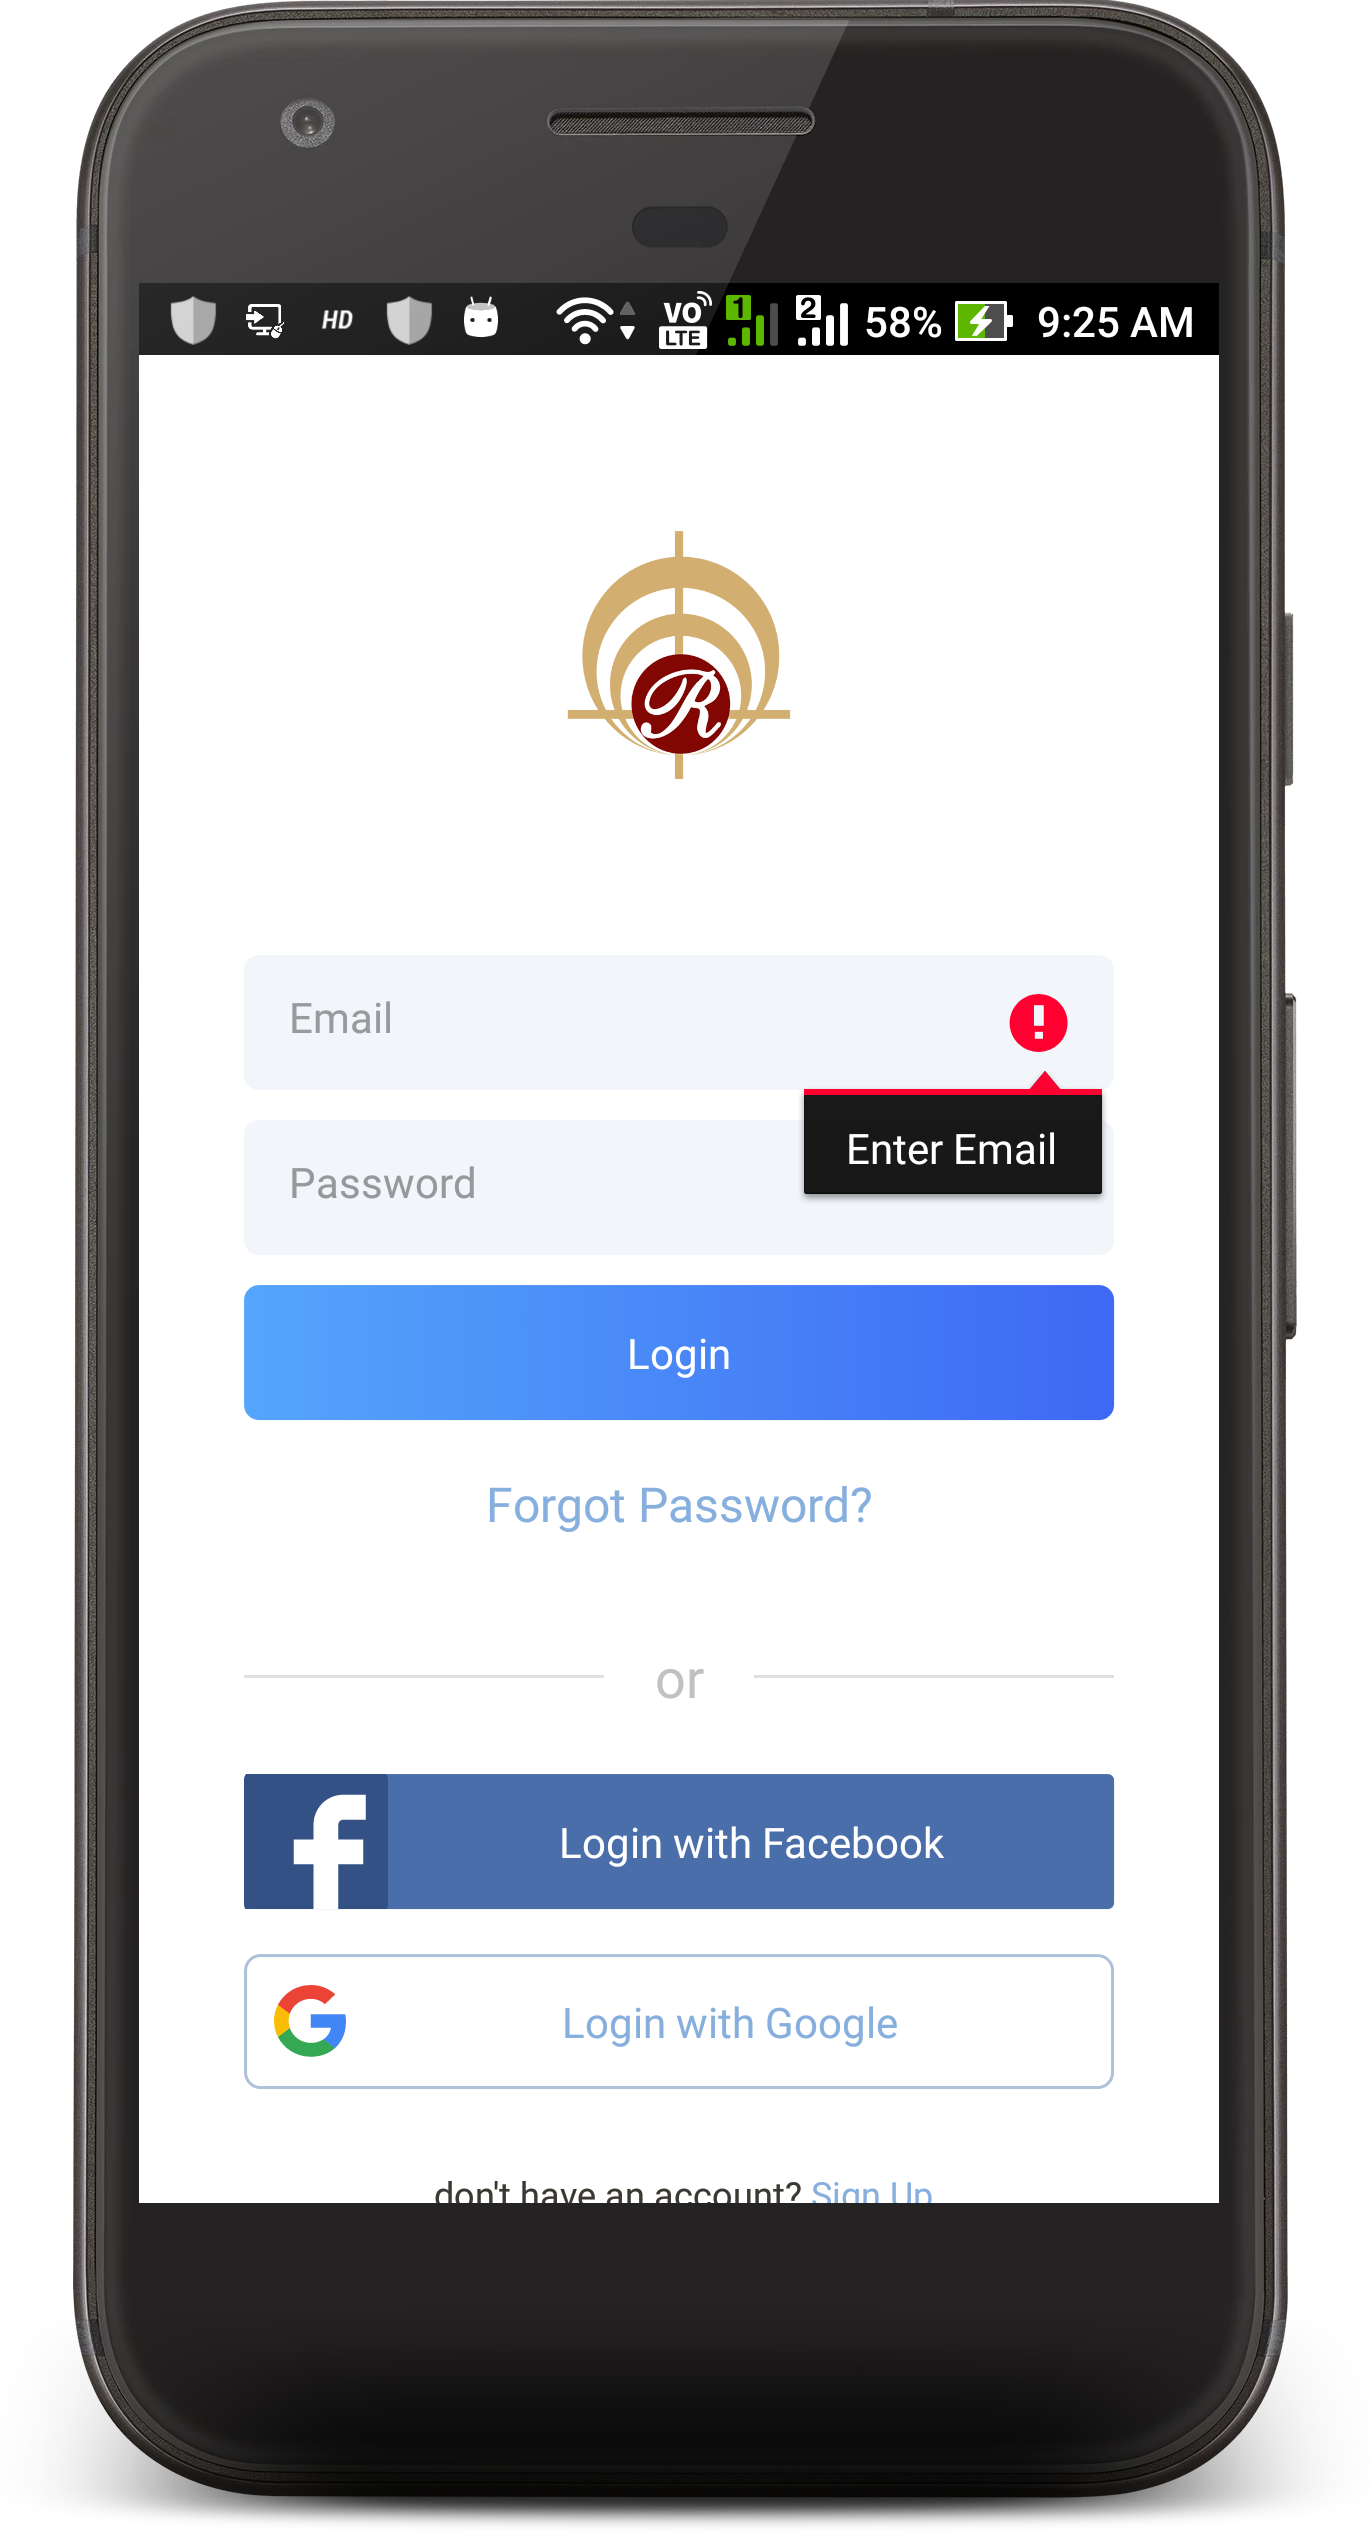 HD VO LTE 1 2 58% 9:25 AM
R
Email
Enter Email
Password
Login
Forgot Password?
or
f Login with Facebook
G Login with Google
don't have an account? Sign Up